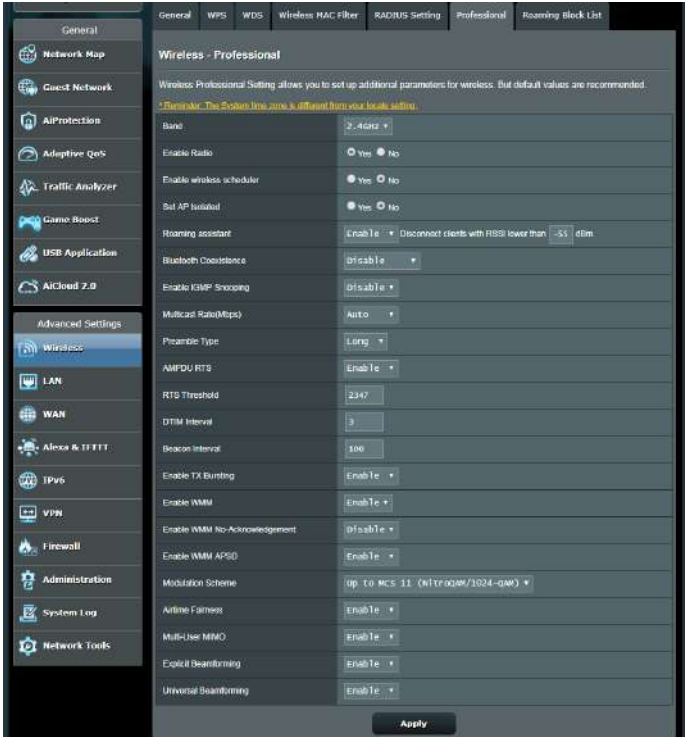 General WPS WDS Wireless MAC Filter RADIUS Setting Professional Roaming Block List
General
Network Map
Guest Network
AiProtection
Adaptive QoS
Traffic Analyzer
Game Boost
USB Application
AiCloud 2.0
Advanced Settings
Wireless
LAN
WAN
Alexa & IFTTT
IPv6
VPN
Firewall
Administration
System Log
Network Tools
Wireless - Professional
Wireless Professional Setting allows you to set up additional parameters for wireless. But default values are recommended.
* Reminder: The System time zone is different from your locale setting.
Band 2.4GHz
Enable Radio Yes No
Enable wireless scheduler Yes No
Set AP Isolated Yes No
Roaming assistant Enable Disconnect clients with RSSI lower than -55 dBm
Bluetooth Coexistence Disable
Enable IGMP Snooping Disable
Multicast Rate(Mbps) Auto
Preamble Type Long
AMPDU RTS Enable
RTS Threshold 2347
DTIM Interval 3
Beacon Interval 100
Enable TX Bursting Enable
Enable WMM Enable
Enable WMM No-Acknowledgement Disable
Enable WMM APSD Enable
Modulation Scheme Up to MCS 11 (NitroQAM/1024-QAM)
Airtime Fairness Enable
Multi-User MIMO Enable
Explicit Beamforming Enable
Universal Beamforming Enable
Apply